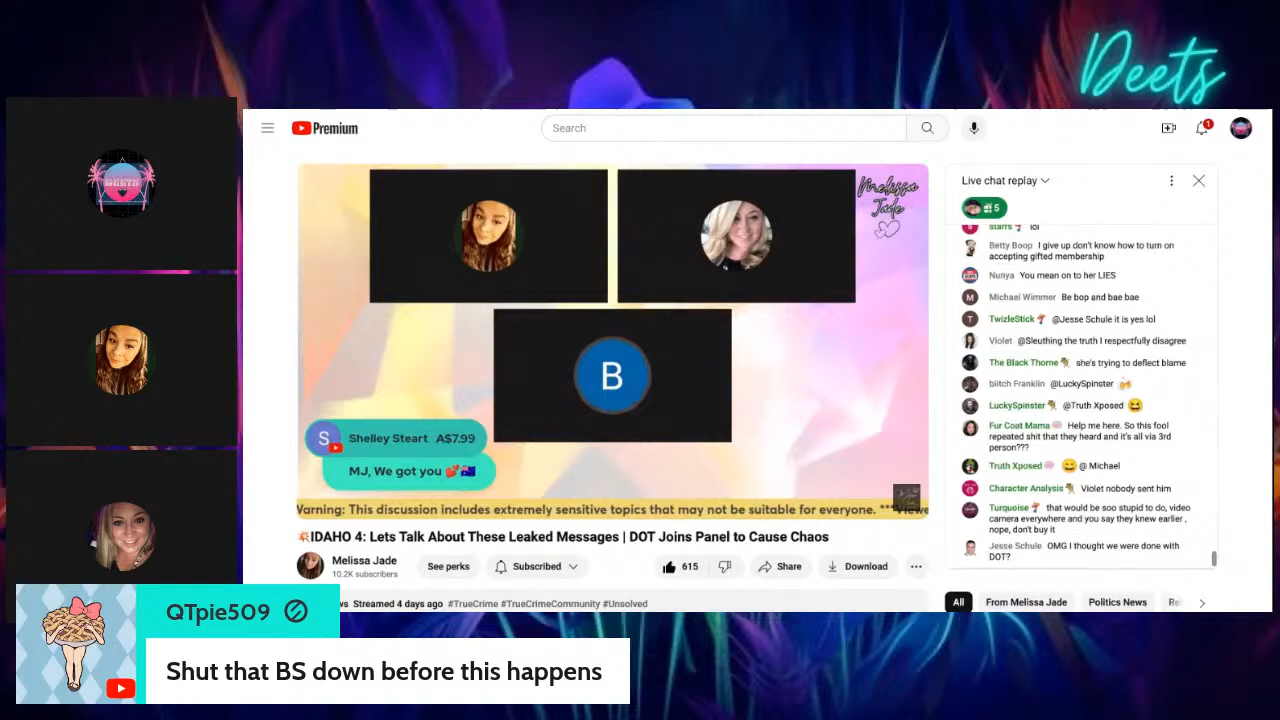 Deets
DEETS
Premium
Search
1
Melissa
Jade
B
S
Shelley Steart A$7.99
MJ, We got you 💕🇦🇺
Warning: This discussion includes extremely sensitive topics that may not be suitable for everyone. ***Viewe
💥IDAHO 4: Lets Talk About These Leaked Messages | DOT Joins Panel to Cause Chaos
Melissa Jade
10.2K subscribers
See perks
Subscribed
615
Share
Download
ws Streamed 4 days ago #TrueCrime #TrueCrimeCommunity #Unsolved
Live chat replay
5
starrs lol
Betty Boop I give up don't know how to turn on
accepting gifted membership
Nunya You mean on to her LIES
M
Michael Wimmer Be bop and bae bae
T
TwizleStick @Jesse Schule it is yes lol
Violet @Sleuthing the truth I respectfully disagree
The Black Thorne she's trying to deflect blame
biitch Franklin @LuckySpinster 🍻
LuckySpinster @Truth Xposed 😆
Fur Coat Mama Help me here. So this fool
repeated shit that they heard and it's all via 3rd
person???
Truth Xposed 😄 @ Michael
Character Analysis Violet nobody sent him
Turquoise that would be soo stupid to do, video
camera everywhere and you say they knew earlier ,
nope, don't buy it
Jesse Schule OMG I thought we were done with
DOT?
All
From Melissa Jade
Politics News
Re
QTpie509
Shut that BS down before this happens